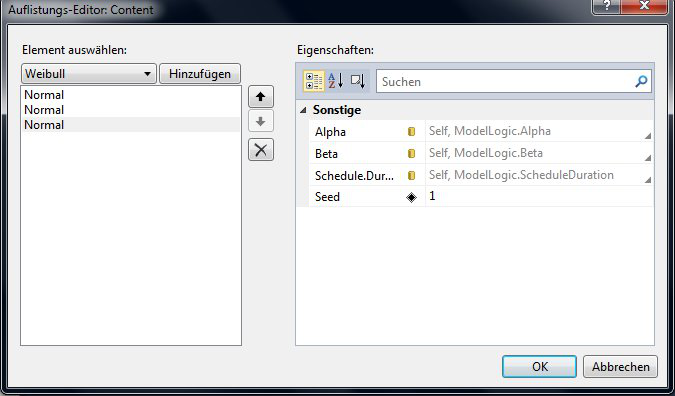 Auflistungs-Editor: Content
Element auswählen:
Weibull
Hinzufügen
Normal
Normal
Normal
Eigenschaften:
Suchen
Sonstige
Alpha Self, ModelLogic.Alpha
Beta Self, ModelLogic.Beta
Schedule.Dur... Self, ModelLogic.ScheduleDuration
Seed 1
OK
Abbrechen